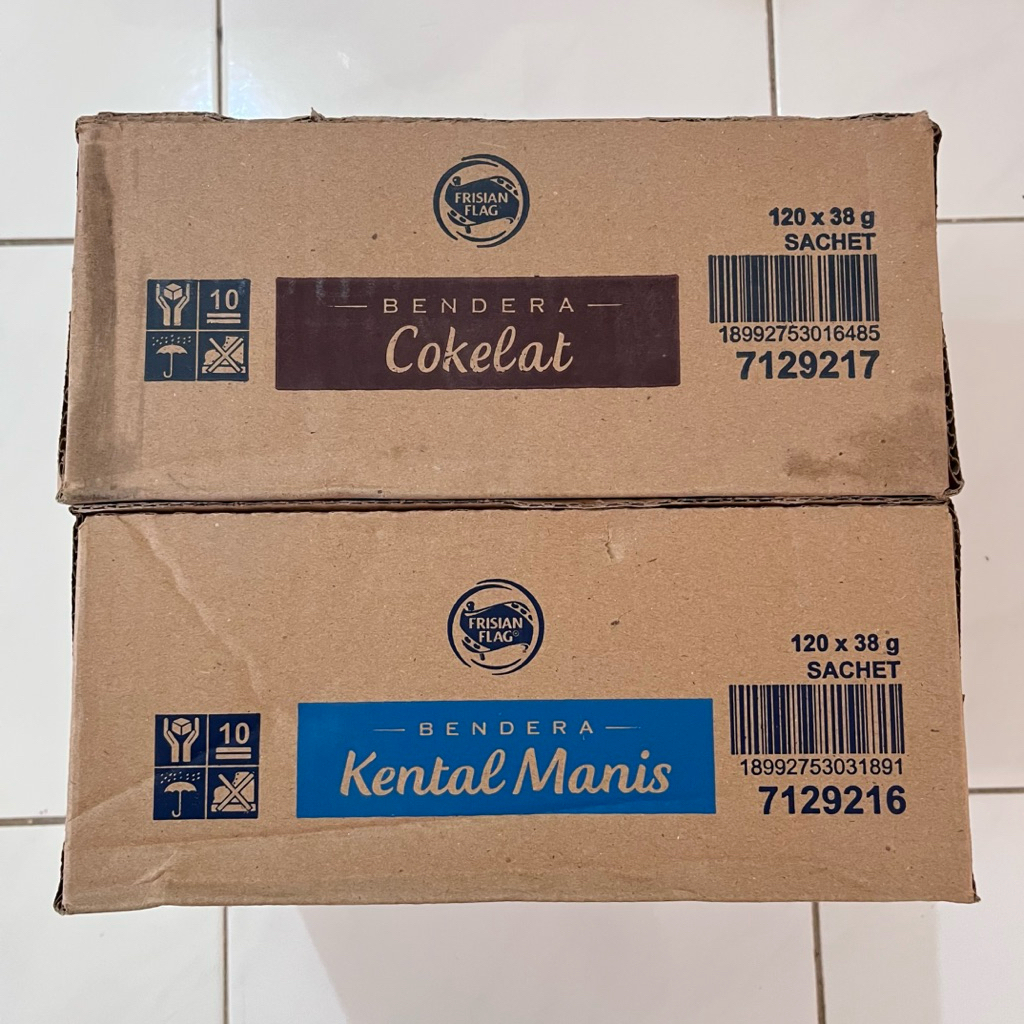 FRISIAN
FLAG
120 x 38 g
SACHET
10
BENDERA
Cokelat
18992753016485
7129217
FRISIAN
FLAG®
120 x 38 g
SACHET
10
BENDERA
Kental Manis
18992753031891
7129216